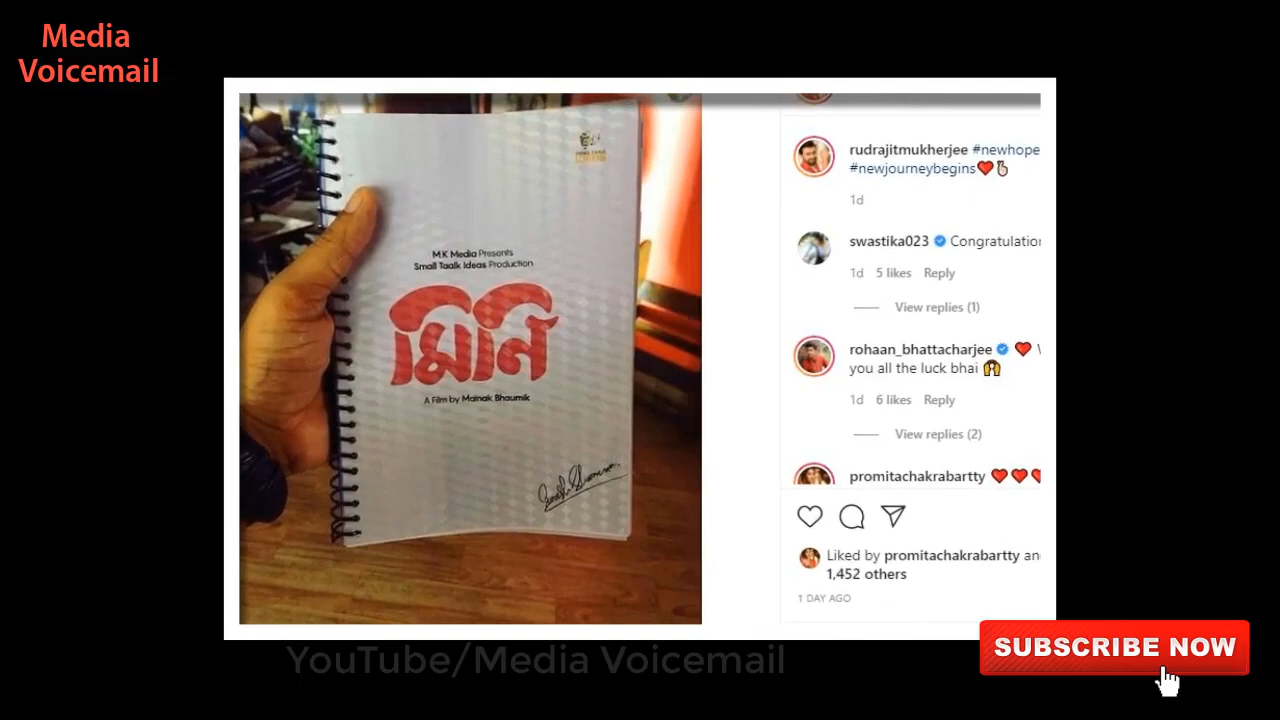 Media
Voicemail
M.K Media Presents
Small Taalk Ideas Production
মিনি
A Film by Mainak Bhaumik
rudrajitmukherjee #newhope
#newjourneybegins❤️🫰
1d
swastika023 Congratulation
1d 5 likes Reply
View replies (1)
rohaan_bhattacharjee ❤️
you all the luck bhai
1d 6 likes Reply
View replies (2)
promitachakrabartty ❤️❤️❤️
Liked by promitachakrabartty an
1,452 others
1 DAY AGO
YouTube/Media Voicemail
SUBSCRIBE NOW